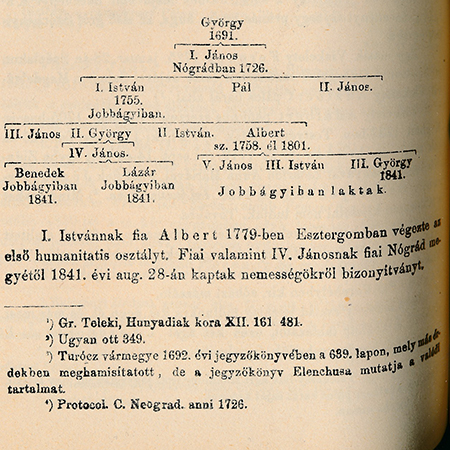 György
1691.
I. János
Nógrádban 1726.
I. István Pál II. János.
1755.
Jobbágyiban.
III. János II. György II. István. Albert
sz. 1758. él 1801.
IV. János.
V. János III. István III. György
1841.
Benedek Lázár
Jobbágyiban Jobbágyiban Jobbágyiban laktak.
1841. 1841.
I. Istvánnak fia Albert 1779-ben Esztergomban végezte az
első humanitatis osztályt. Fiai valamint IV. Jánosnak fiai Nógrád me-
gyétől 1841. évi aug. 28-án kaptak nemességökről bizonyítványt.
¹) Gr. Teleki, Hunyadiak kora XII. 161 481.
²) Ugyan ott 349.
³) Turócz vármegye 1692. évi jegyzőkönyvében a 639. lapon, mely más ér-
dekben meghamisítatott, de a jegyzőkönyv Elenchusa mutatja a valódi
tartalmat.
⁴) Protocol. C. Neograd. anni 1726.